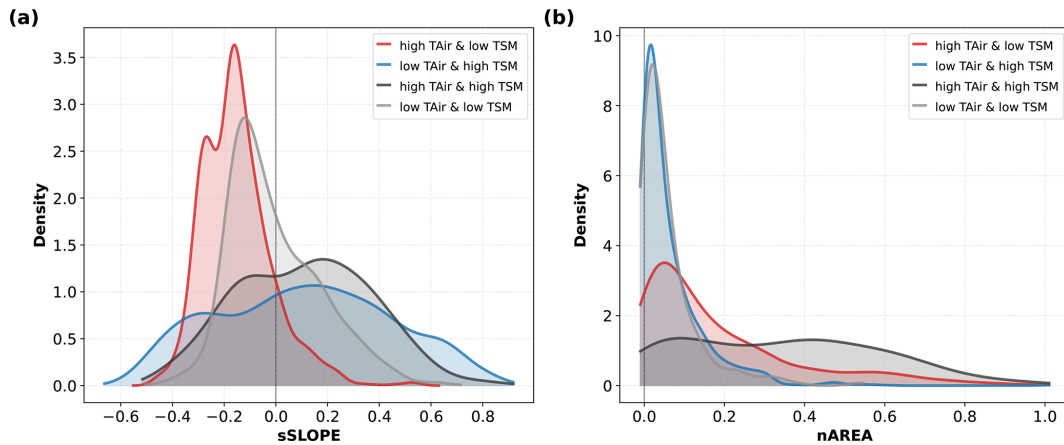 (a)
Density
3.5
3.0
2.5
2.0
1.5
1.0
0.5
0.0
−0.6 −0.4 −0.2 0.0 0.2 0.4 0.6 0.8
sSLOPE
high TAir & low TSM
low TAir & high TSM
high TAir & high TSM
low TAir & low TSM
(b)
Density
10
8
6
4
2
0
0.0 0.2 0.4 0.6 0.8 1.0
nAREA
high TAir & low TSM
low TAir & high TSM
high TAir & high TSM
low TAir & low TSM